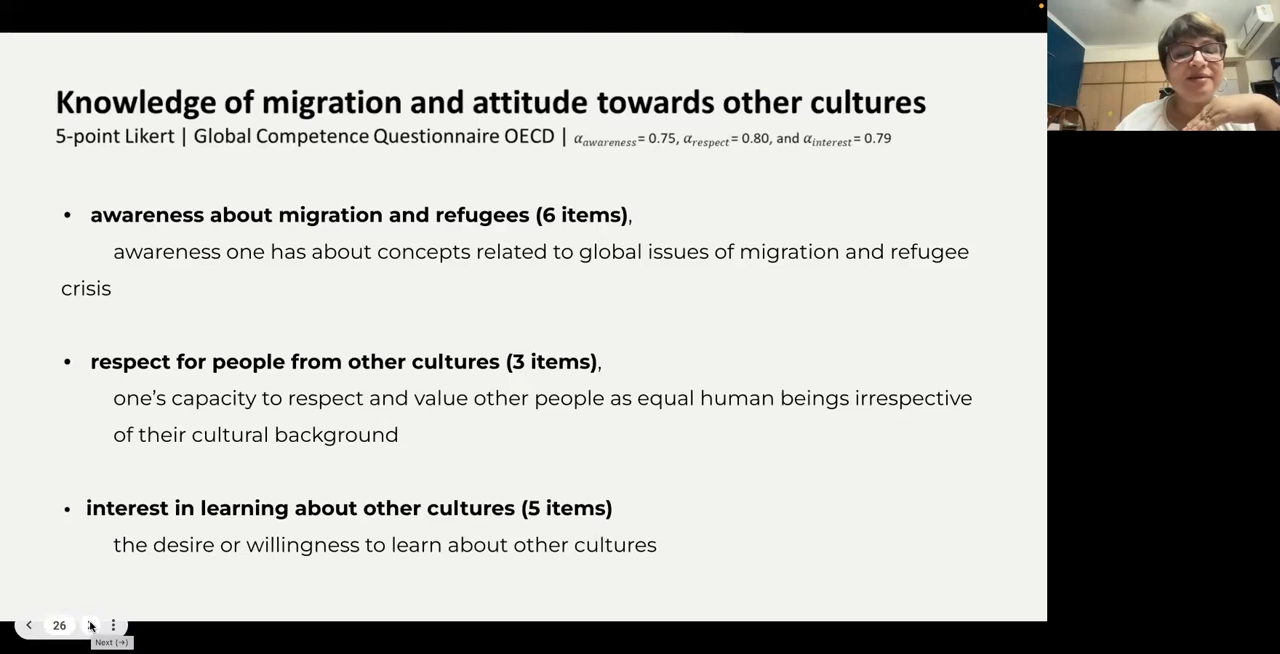 Knowledge of migration and attitude towards other cultures
5-point Likert | Global Competence Questionnaire OECD | α_awareness = 0.75, α_respect = 0.80, and α_interest = 0.79
• awareness about migration and refugees (6 items),
awareness one has about concepts related to global issues of migration and refugee
crisis
• respect for people from other cultures (3 items),
one's capacity to respect and value other people as equal human beings irrespective
of their cultural background
• interest in learning about other cultures (5 items)
the desire or willingness to learn about other cultures
26
Next (→)